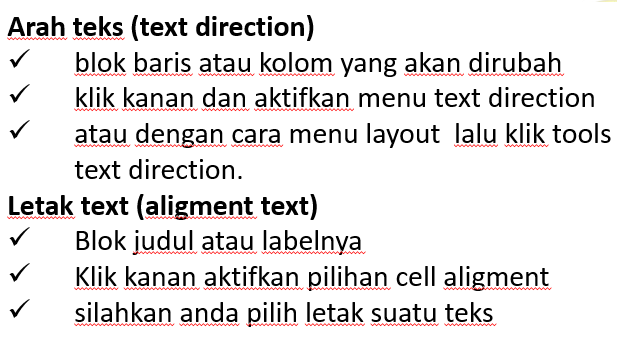 Arah teks (text direction)
✓ blok baris atau kolom yang akan dirubah
✓ klik kanan dan aktifkan menu text direction
✓ atau dengan cara menu layout  lalu klik tools
text direction.
Letak text (aligment text)
✓ Blok judul atau labelnya
✓ Klik kanan aktifkan pilihan cell aligment
✓ silahkan anda pilih letak suatu teks